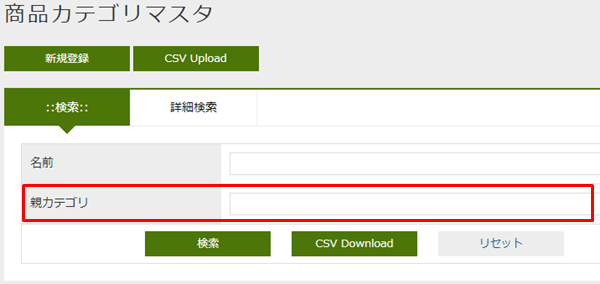 商品カテゴリマスタ
新規登録 CSV Upload
::検索:: 詳細検索
名前
親カテゴリ
検索 CSV Download リセット